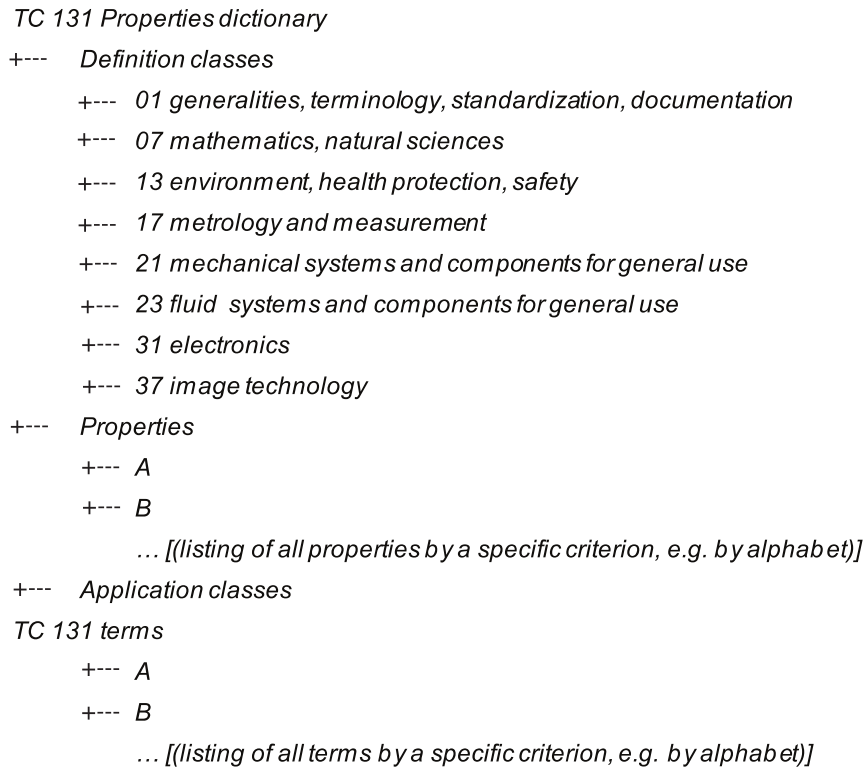 TC 131 Properties dictionary
+--- Definition classes
+--- 01 generalities, terminology, standardization, documentation
+--- 07 mathematics, natural sciences
+--- 13 environment, health protection, safety
+--- 17 metrology and measurement
+--- 21 mechanical systems and components for general use
+--- 23 fluid systems and components for general use
+--- 31 electronics
+--- 37 image technology
+--- Properties
+--- A
+--- B
… [(listing of all properties by a specific criterion, e.g. by alphabet)]
+--- Application classes
TC 131 terms
+--- A
+--- B
… [(listing of all terms by a specific criterion, e.g. by alphabet)]